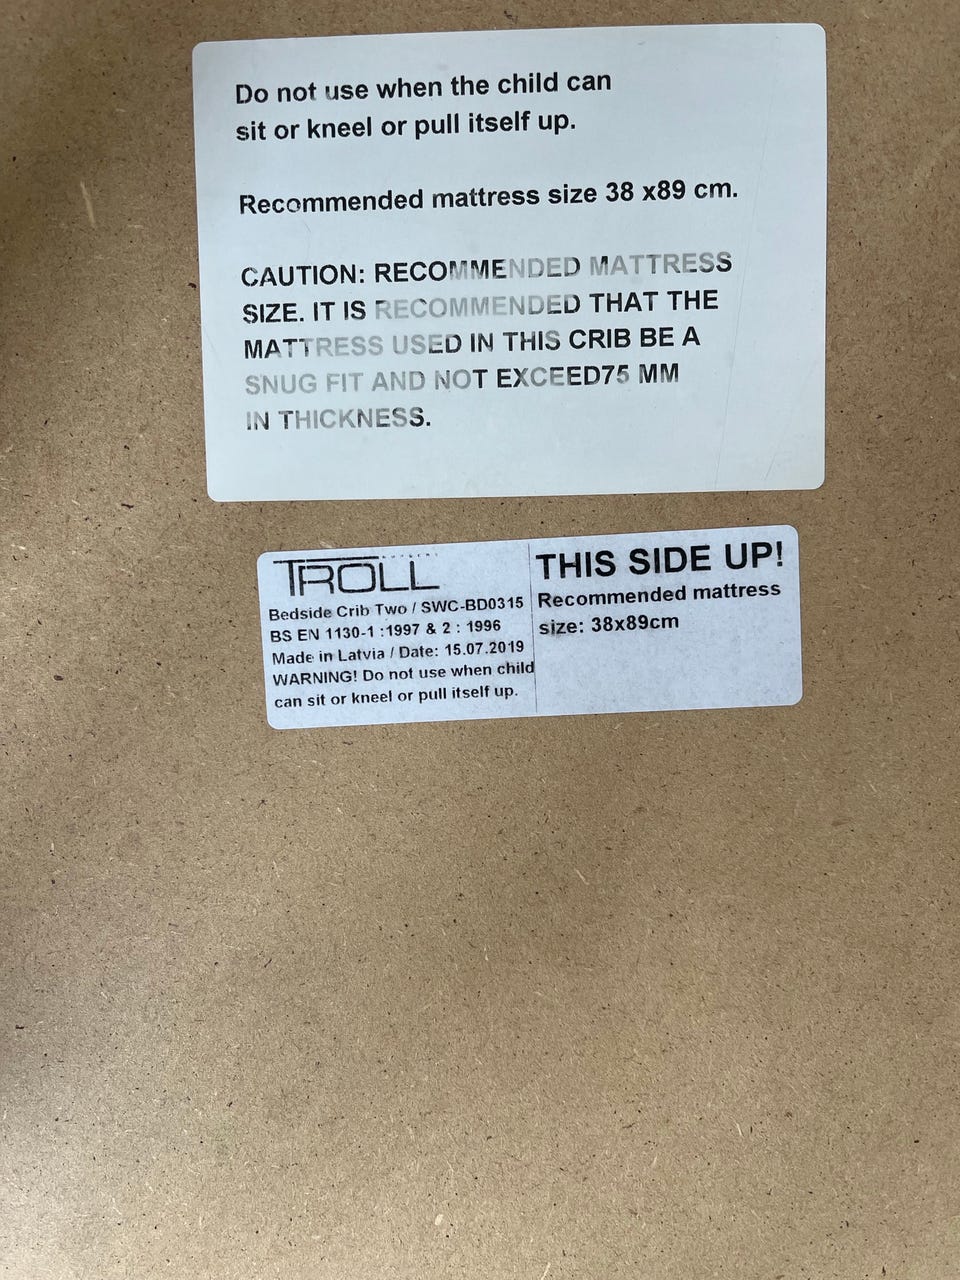 Do not use when the child can
sit or kneel or pull itself up.
Recommended mattress size 38 x89 cm.
CAUTION: RECOMMENDED MATTRESS
SIZE. IT IS RECOMMENDED THAT THE
MATTRESS USED IN THIS CRIB BE A
SNUG FIT AND NOT EXCEED75 MM
IN THICKNESS.
TROLL
Bedside Crib Two / SWC-BD0315
BS EN 1130-1 :1997 & 2 : 1996
Made in Latvia / Date: 15.07.2019
WARNING! Do not use when child
can sit or kneel or pull itself up.
THIS SIDE UP!
Recommended mattress
size: 38x89cm